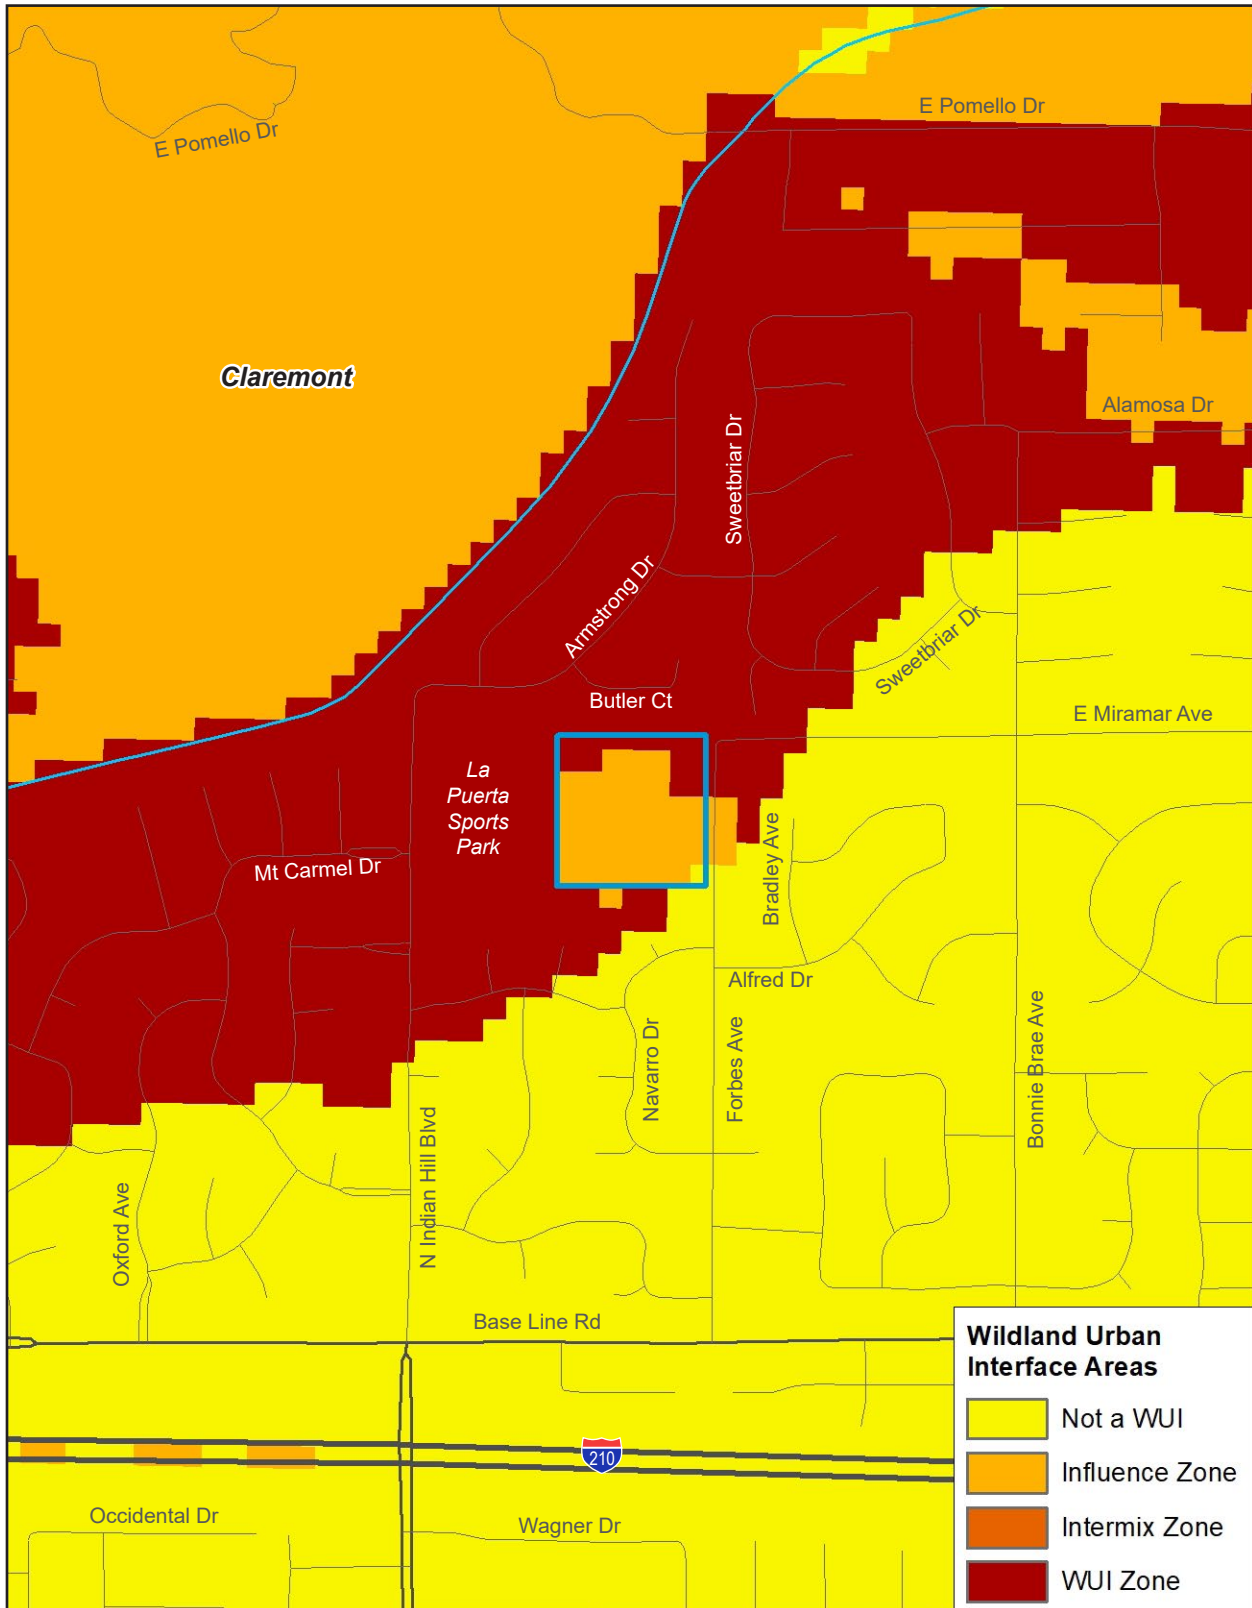 E Pomello Dr
E Pomello Dr
Claremont
Alamosa Dr
Sweetbriar Dr
Armstrong Dr
Sweetbriar Dr
Butler Ct
E Miramar Ave
La
Puerta
Sports
Park
Mt Carmel Dr
Bradley Ave
Alfred Dr
Navarro Dr
Forbes Ave
Bonnie Brae Ave
N Indian Hill Blvd
Oxford Ave
Base Line Rd
210
Occidental Dr
Wagner Dr
Wildland Urban
Interface Areas
Not a WUI
Influence Zone
Intermix Zone
WUI Zone